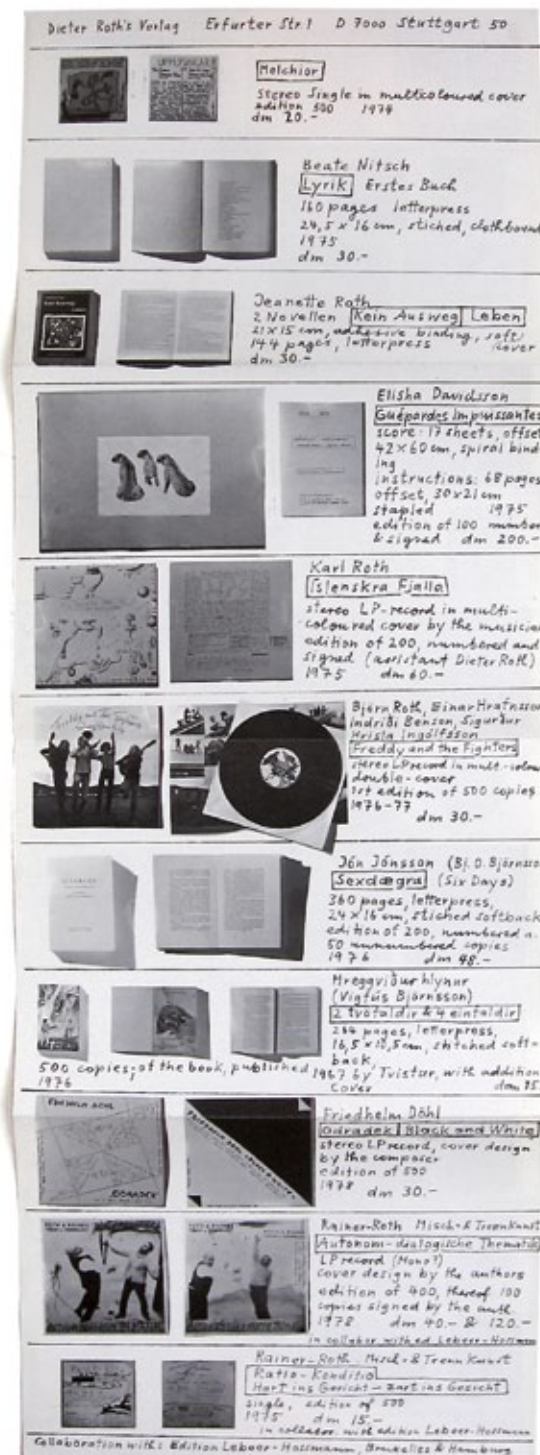 Dieter Roth's Verlag Erfurter Str. 1 D 7000 Stuttgart 50
Melchior
stereo Single in multicoloured cover
edition 500 1974
dm 20.-
Beate Nitsch
Lyrik Erstes Buch
160 pages letterpress
24,5 x 16 cm, stiched, clothbound
1975
dm 30.-
Jeanette Roth
2 Novellen Kein Ausweg Leben
21 x 15 cm, adhesive binding, soft
cover
144 pages, letterpress
dm 30.-
Elisha Davidsson
Guépardes Impuissantes
score: 17 sheets, offset
42 x 60 cm, spiral bind-
ing
instructions: 68 pages
offset, 30 x 21 cm
stapled 1975
edition of 100 number
& signed dm 200.-
Karl Roth
Íslenskra Fjalla
stereo LP-record in multi-
coloured cover by the musician
edition of 200, numbered and
signed (assistant Dieter Roth)
1975 dm 60.-
Freddy and the Fighters
Björn Roth, Einar Hrafnsson
Indriði Benson, Sigurður
Hrisla Ingólfsson
Freddy and the Fighters
stereo LP record in mult.-colour
double-cover
1st edition of 500 copies
1976-77
dm 30.-
Jón Jónsson (Bj. O. Björnsso
Sexdægra (Six Days)
360 pages, letterpress,
24 x 16 cm, stiched softback
edition of 200, numbered a.
50 unnumbered copies
1976 dm 48.-
Hreggviður hlynur
(Vigfús Björnsson)
2 tvöfaldir & 4 einfaldir
264 pages, letterpress,
16,5 x 10,5 cm, stitched soft-
back,
500 copies; of the book, published 1967 by Tvistur, with addition
1976 Cover dm 15.
Friedhelm Döhl
Odradek Black and White
stereo LP record, cover design
by the composer
edition of 500
1978 dm 30.-
ODRADEK
Rainer-Roth Misch- & Trennkunst
Autonom-dialogische Thematik
LP record (Mono?)
cover design by the authors
edition of 400, thereof 100
copies signed by the auth.
1978 dm 40.- & 120.-
in collabor. with ed. Lebeer-Hossmann
Rainer-Roth Misch- & Trenn Kunst
Ratio-Konditio
Hart ins Gericht - zart ins Gesicht
single, edition of 500
1975 dm 15.-
in collabor. with edition Lebeer-Hossmann
Collaboration with: Edition Lebeer-Hossmann, Bruxelles & Hamburg